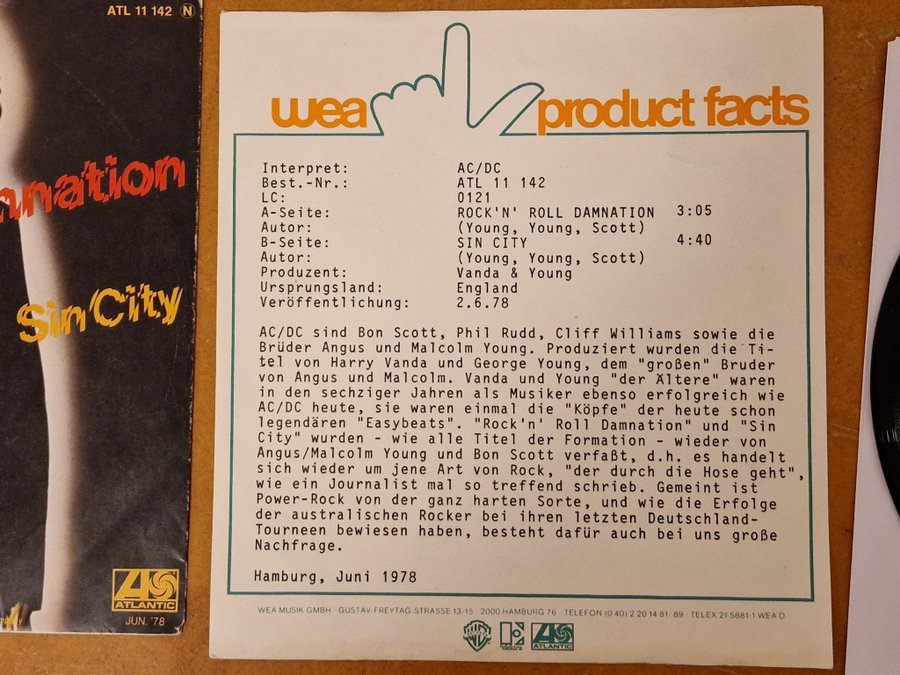 ATL 11 142 N
nnation
Sin City
ATLANTIC
JUN. '78
wea product facts
Interpret: AC/DC
Best.-Nr.: ATL 11 142
LC: 0121
A-Seite: ROCK'N' ROLL DAMNATION 3:05
Autor: (Young, Young, Scott)
B-Seite: SIN CITY 4:40
Autor: (Young, Young, Scott)
Produzent: Vanda & Young
Ursprungsland: England
Veröffentlichung: 2.6.78
AC/DC sind Bon Scott, Phil Rudd, Cliff Williams sowie die
Brüder Angus und Malcolm Young. Produziert wurden die Ti-
tel von Harry Vanda und George Young, dem "großen" Bruder
von Angus und Malcolm. Vanda und Young "der Ältere" waren
in den sechziger Jahren als Musiker ebenso erfolgreich wie
AC/DC heute, sie waren einmal die "Köpfe" der heute schon
legendären "Easybeats". "Rock'n' Roll Damnation" und "Sin
City" wurden - wie alle Titel der Formation - wieder von
Angus/Malcolm Young und Bon Scott verfaßt, d.h. es handelt
sich wieder um jene Art von Rock, "der durch die Hose geht",
wie ein Journalist mal so treffend schrieb. Gemeint ist
Power-Rock von der ganz harten Sorte, und wie die Erfolge
der australischen Rocker bei ihren letzten Deutschland-
Tourneen bewiesen haben, besteht dafür auch bei uns große
Nachfrage.
Hamburg, Juni 1978
WEA MUSIK GMBH · GUSTAV-FREYTAG-STRASSE 13-15 · 2000 HAMBURG 76 · TELEFON (0 40) 2 20 14 81-89 · TELEX 21 5881-1 WEA D
elektra
ATLANTIC